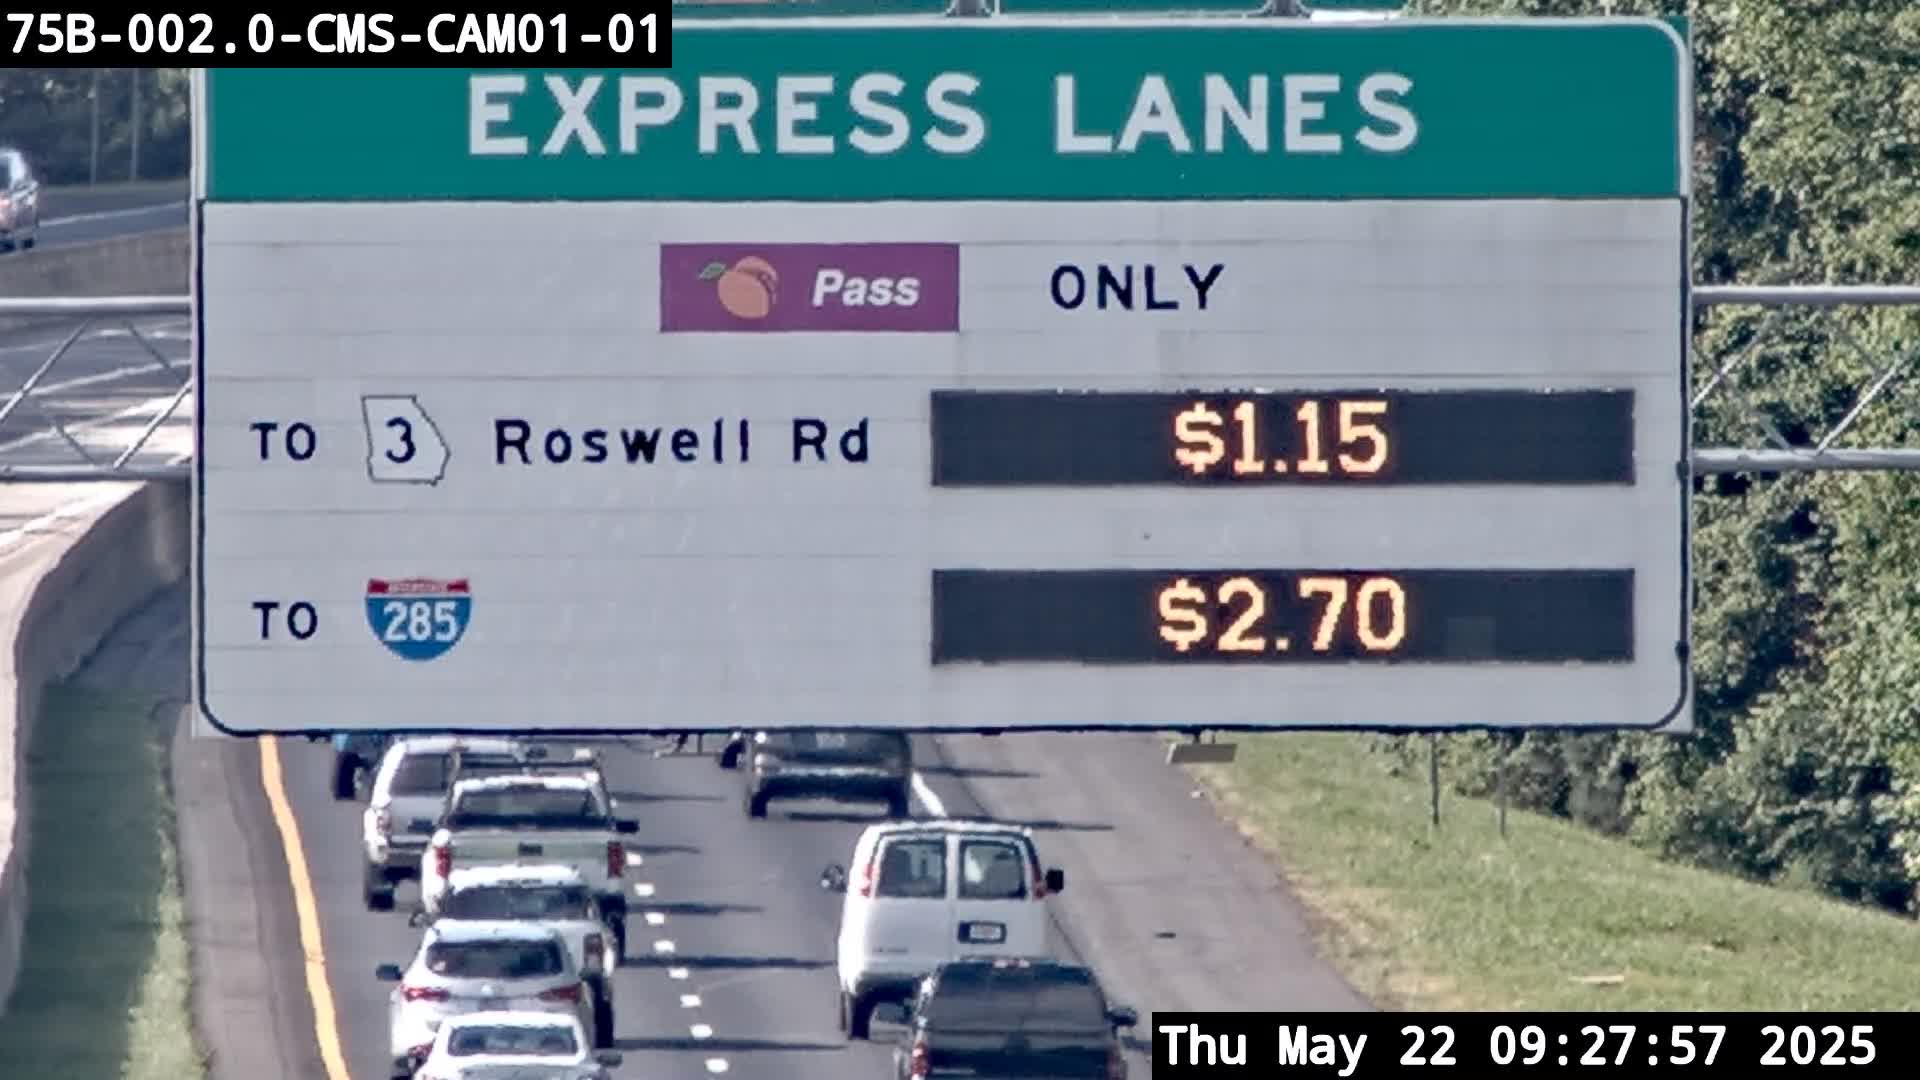 75B-002.0-CMS-CAM01-01
EXPRESS LANES
Pass ONLY
TO 3 Roswell Rd $1.15
TO 285 $2.70
Thu May 22 09:27:57 2025